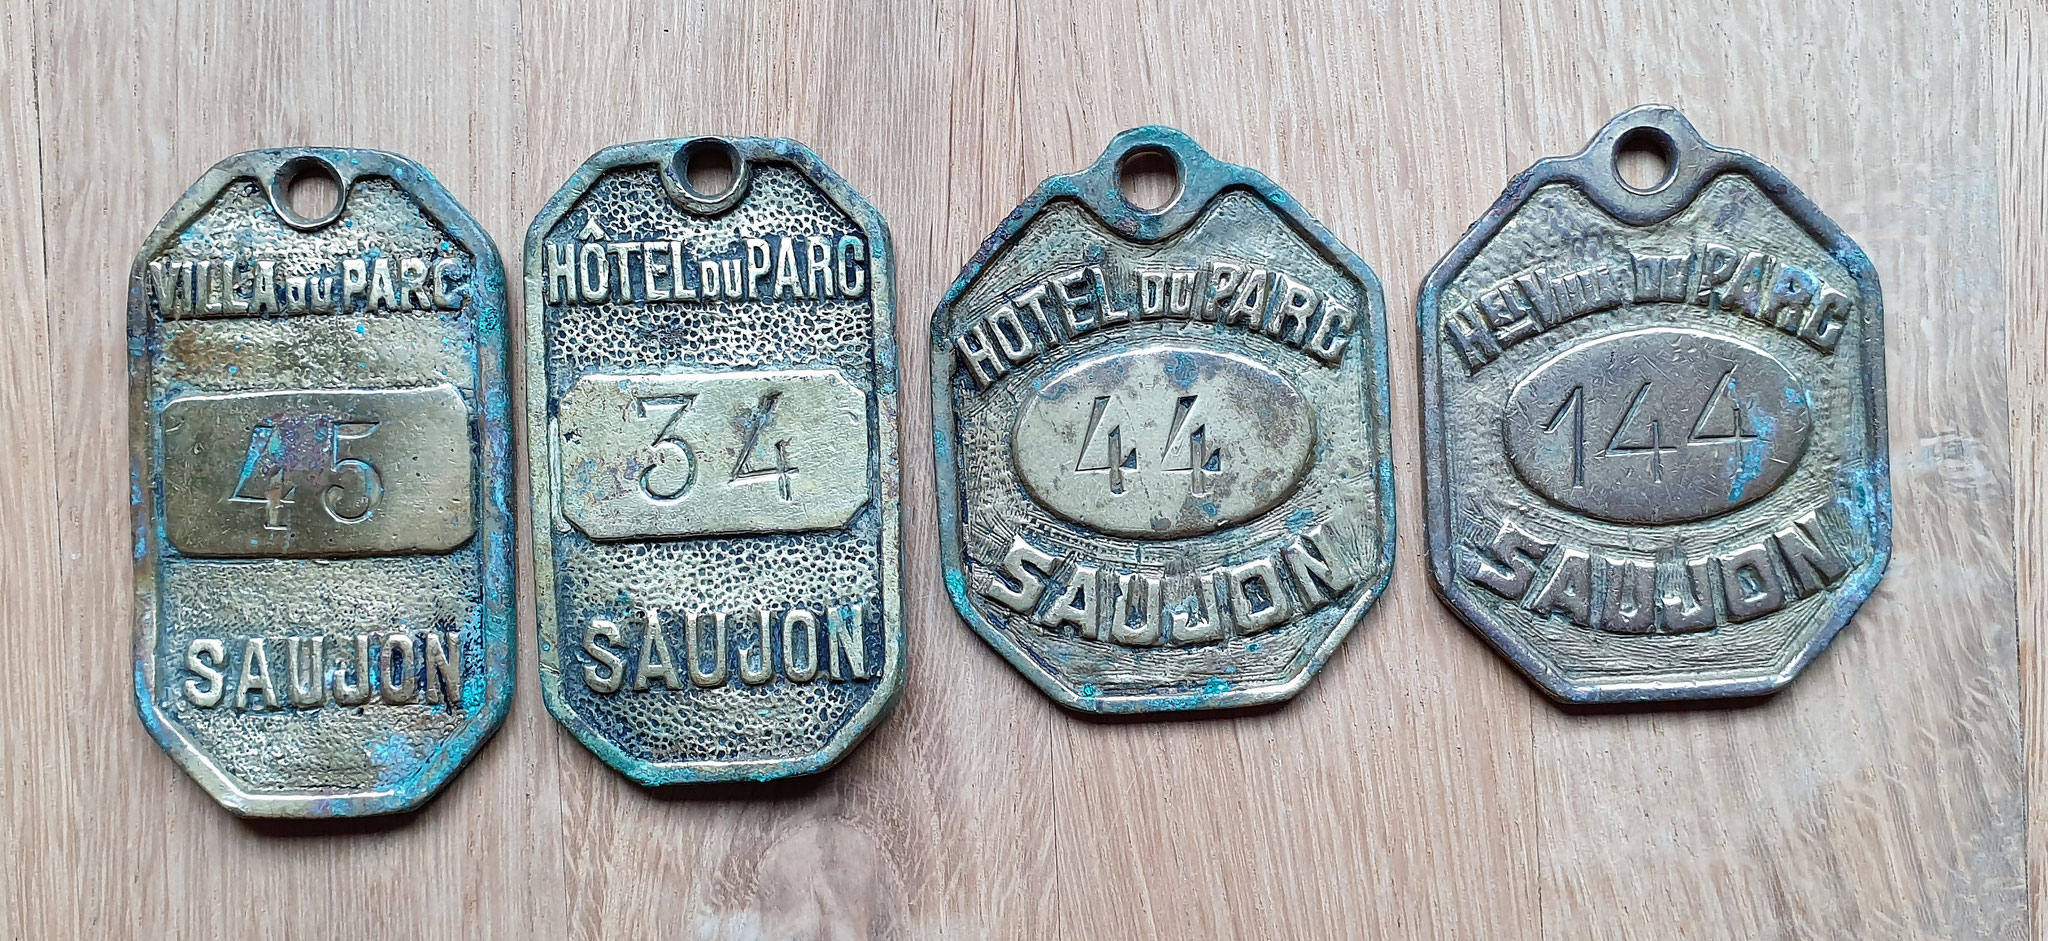 VILLA DU PARC
45
SAUJON
HÔTEL DU PARC
34
SAUJON
HOTEL DU PARC
44
SAUJON
HEL VILLA DU PARC
144
SAUJON